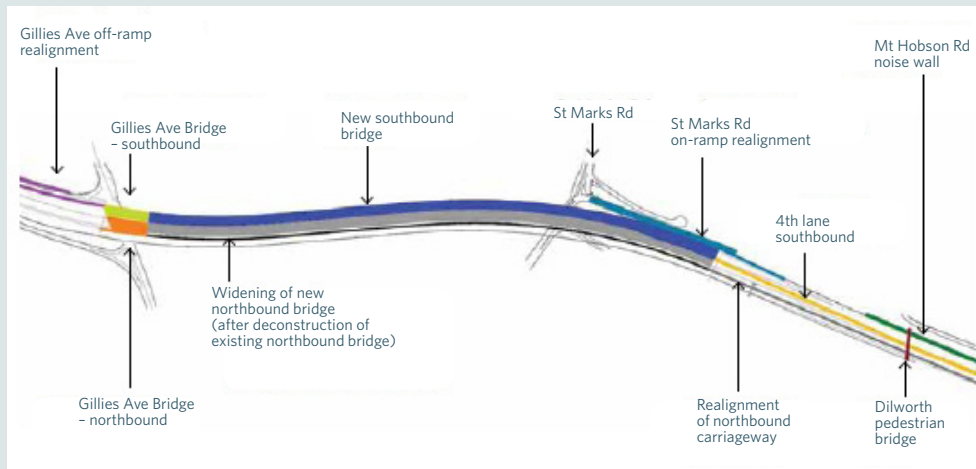 Gillies Ave off-ramp
realignment
Gillies Ave Bridge
– southbound
New southbound
bridge
St Marks Rd
St Marks Rd
on-ramp realignment
Mt Hobson Rd
noise wall
4th lane
southbound
Widening of new
northbound bridge
(after deconstruction of
existing northbound bridge)
Gillies Ave Bridge
– northbound
Realignment
of northbound
carriageway
Dilworth
pedestrian
bridge